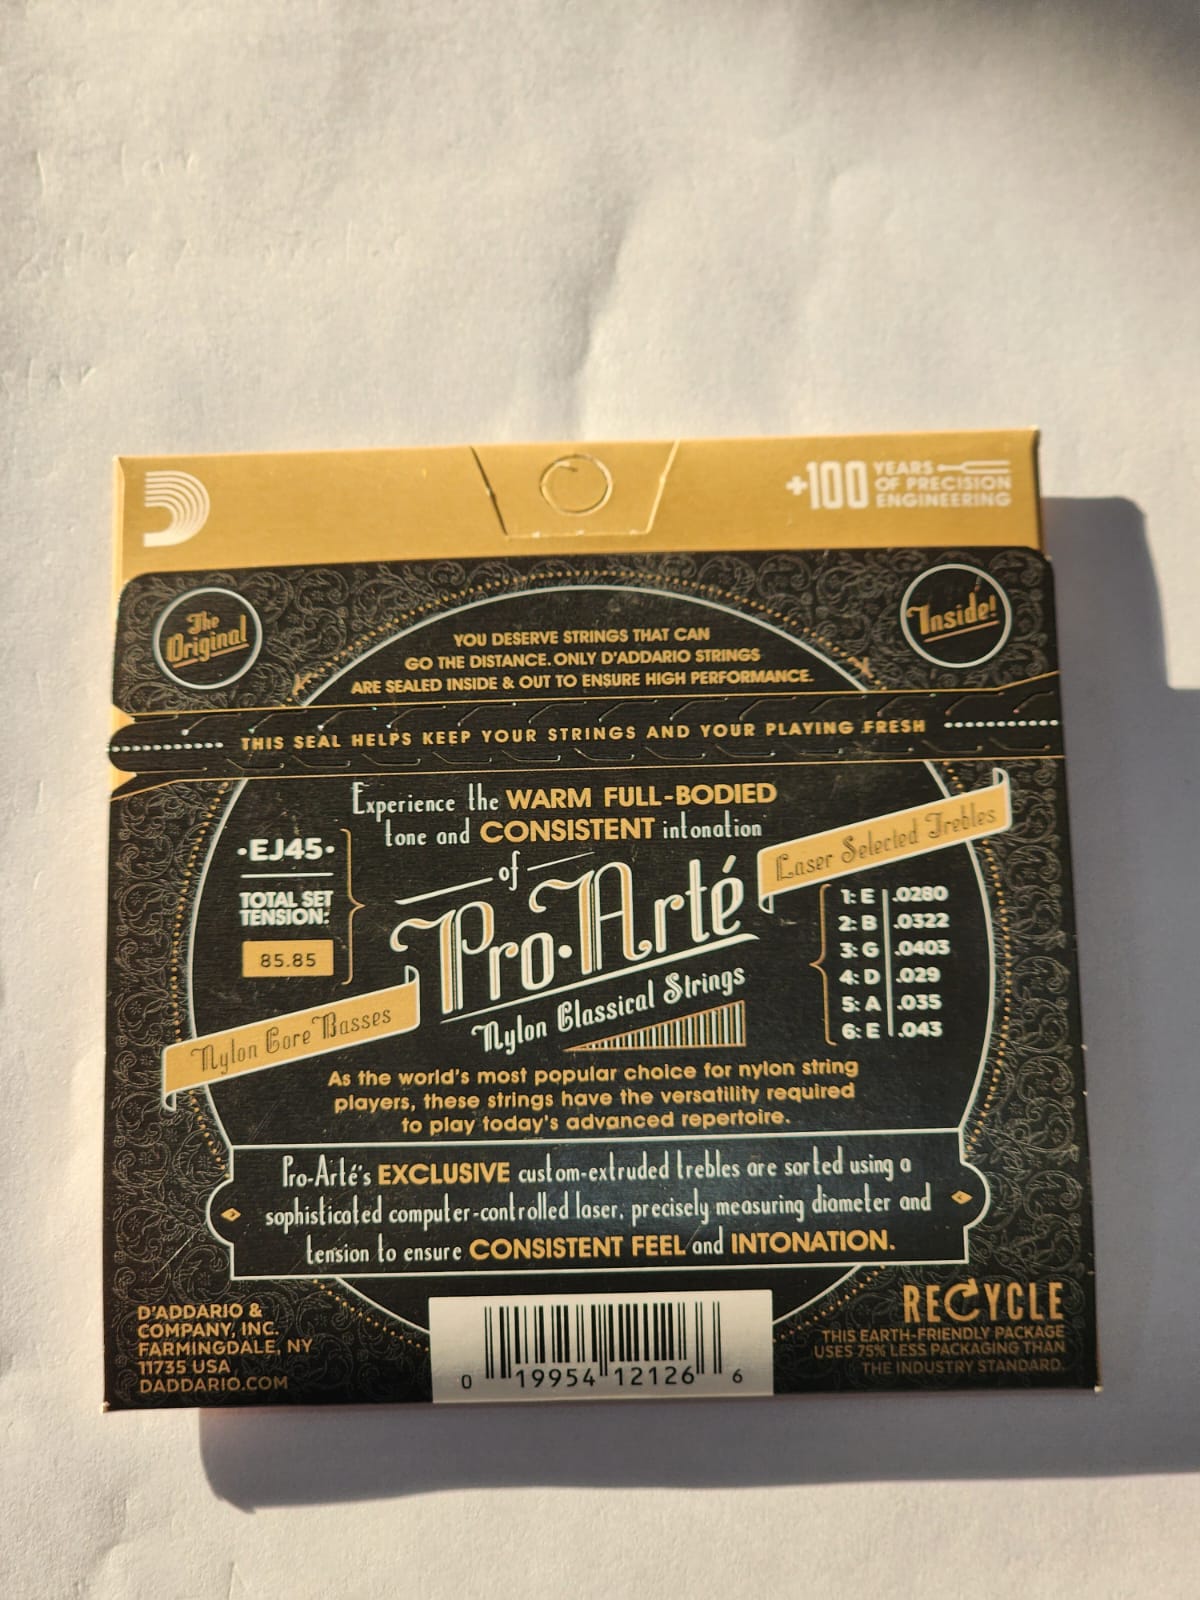 +100 YEARS
OF PRECISION
ENGINEERING
The
Original
Inside!
YOU DESERVE STRINGS THAT CAN
GO THE DISTANCE. ONLY D'ADDARIO STRINGS
ARE SEALED INSIDE & OUT TO ENSURE HIGH PERFORMANCE.
THIS SEAL HELPS KEEP YOUR STRINGS AND YOUR PLAYING FRESH
Experience the WARM FULL-BODIED
tone and CONSISTENT intonation
of
Pro·Arté
Nylon Classical Strings
·EJ45·
TOTAL SET
TENSION:
85.85
Nylon Core Basses
Laser Selected Trebles
1: E .0280
2: B .0322
3: G .0403
4: D .029
5: A .035
6: E .043
As the world's most popular choice for nylon string
players, these strings have the versatility required
to play today's advanced repertoire.
Pro-Arté's EXCLUSIVE custom-extruded trebles are sorted using a
sophisticated computer-controlled laser, precisely measuring diameter and
tension to ensure CONSISTENT FEEL and INTONATION.
D'ADDARIO &
COMPANY, INC.
FARMINGDALE, NY
11735 USA
DADDARIO.COM
0 19954 12126 6
RECYCLE
THIS EARTH-FRIENDLY PACKAGE
USES 75% LESS PACKAGING THAN
THE INDUSTRY STANDARD.